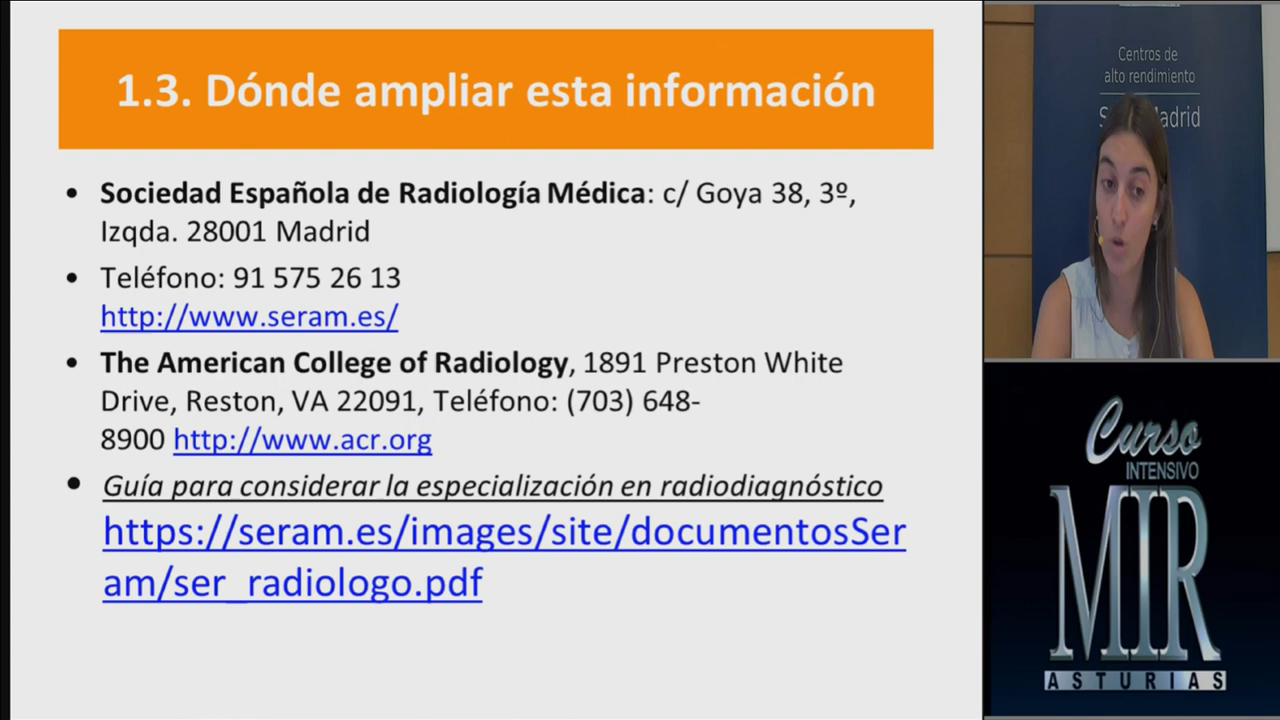 1.3. Dónde ampliar esta información
• Sociedad Española de Radiología Médica: c/ Goya 38, 3º,
Izqda. 28001 Madrid
• Teléfono: 91 575 26 13
http://www.seram.es/
• The American College of Radiology, 1891 Preston White
Drive, Reston, VA 22091, Teléfono: (703) 648-
8900 http://www.acr.org
• Guía para considerar la especialización en radiodiagnóstico
https://seram.es/images/site/documentosSer
am/ser_radiologo.pdf
Centros de
alto rendimiento
Curso
INTENSIVO
MIR
ASTURIAS